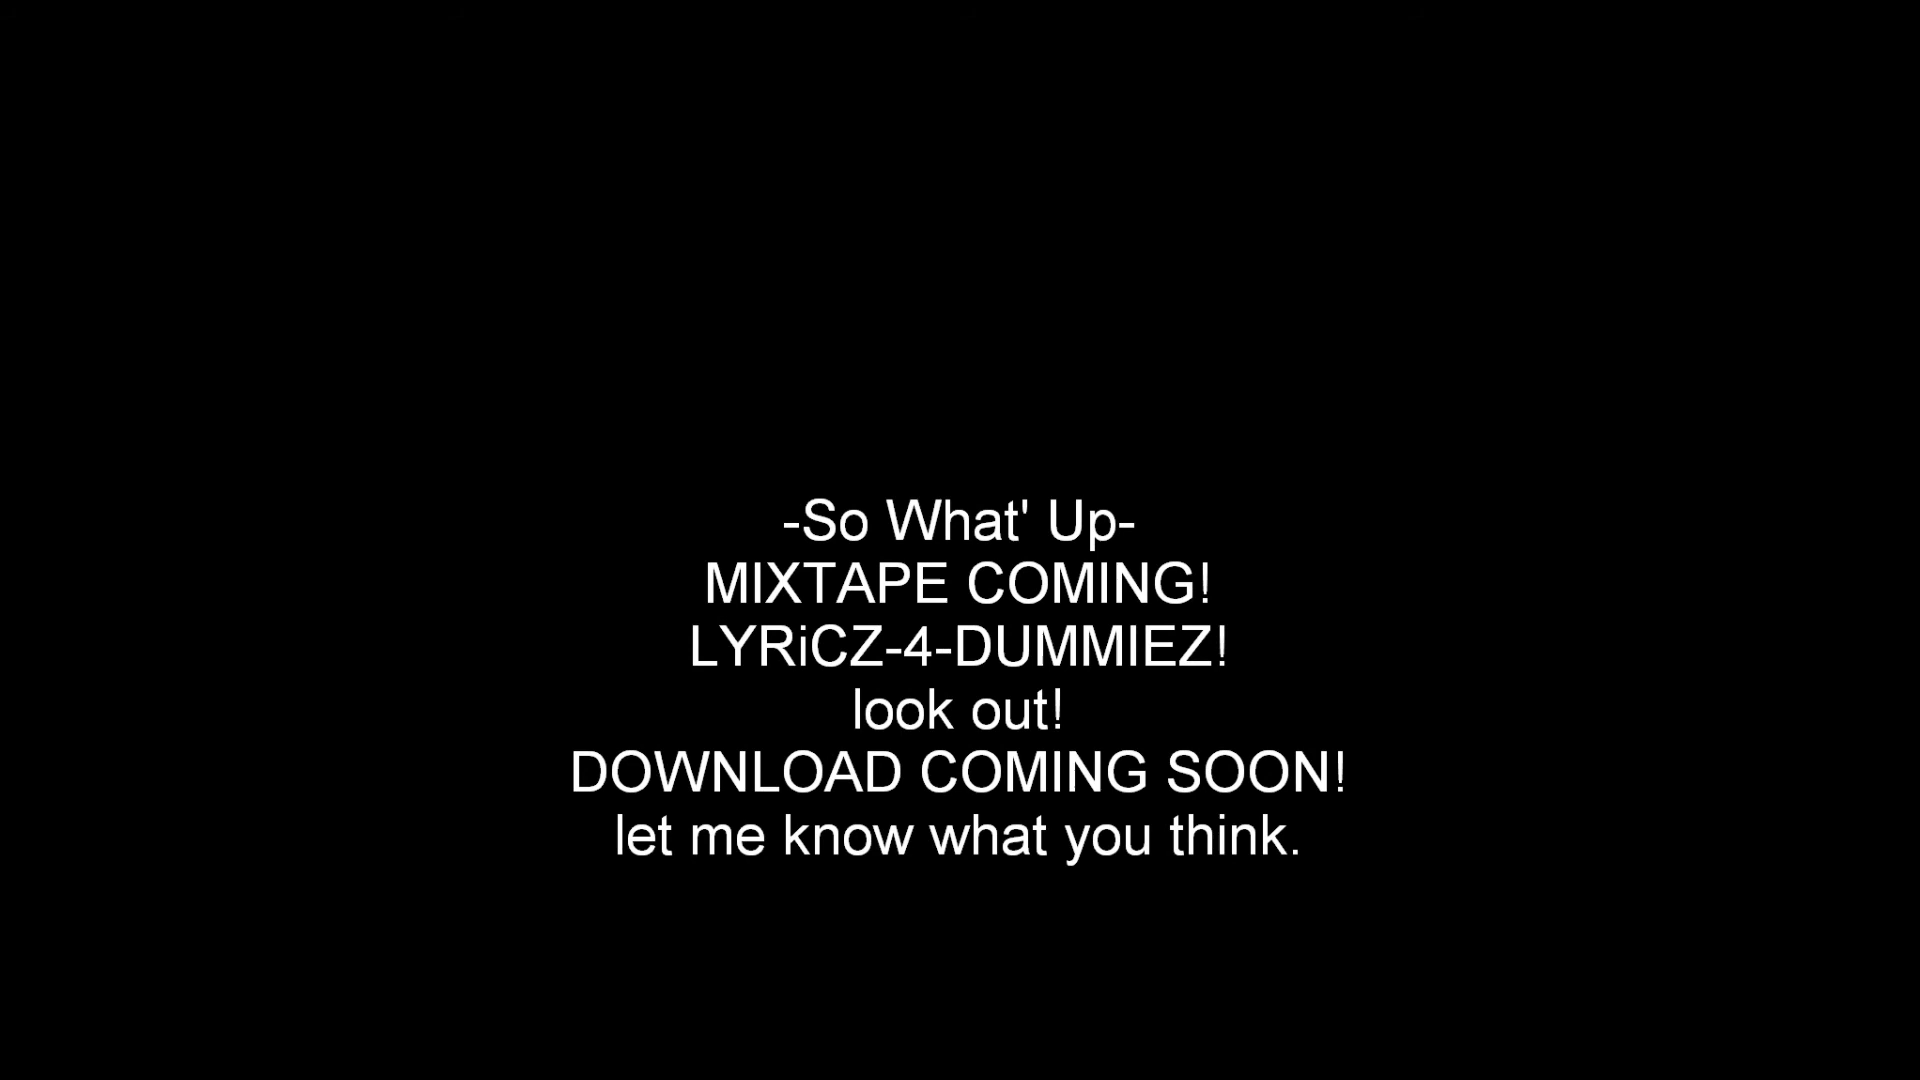 -So What' Up-
MIXTAPE COMING!
LYRiCZ-4-DUMMIEZ!
look out!
DOWNLOAD COMING SOON!
let me know what you think.